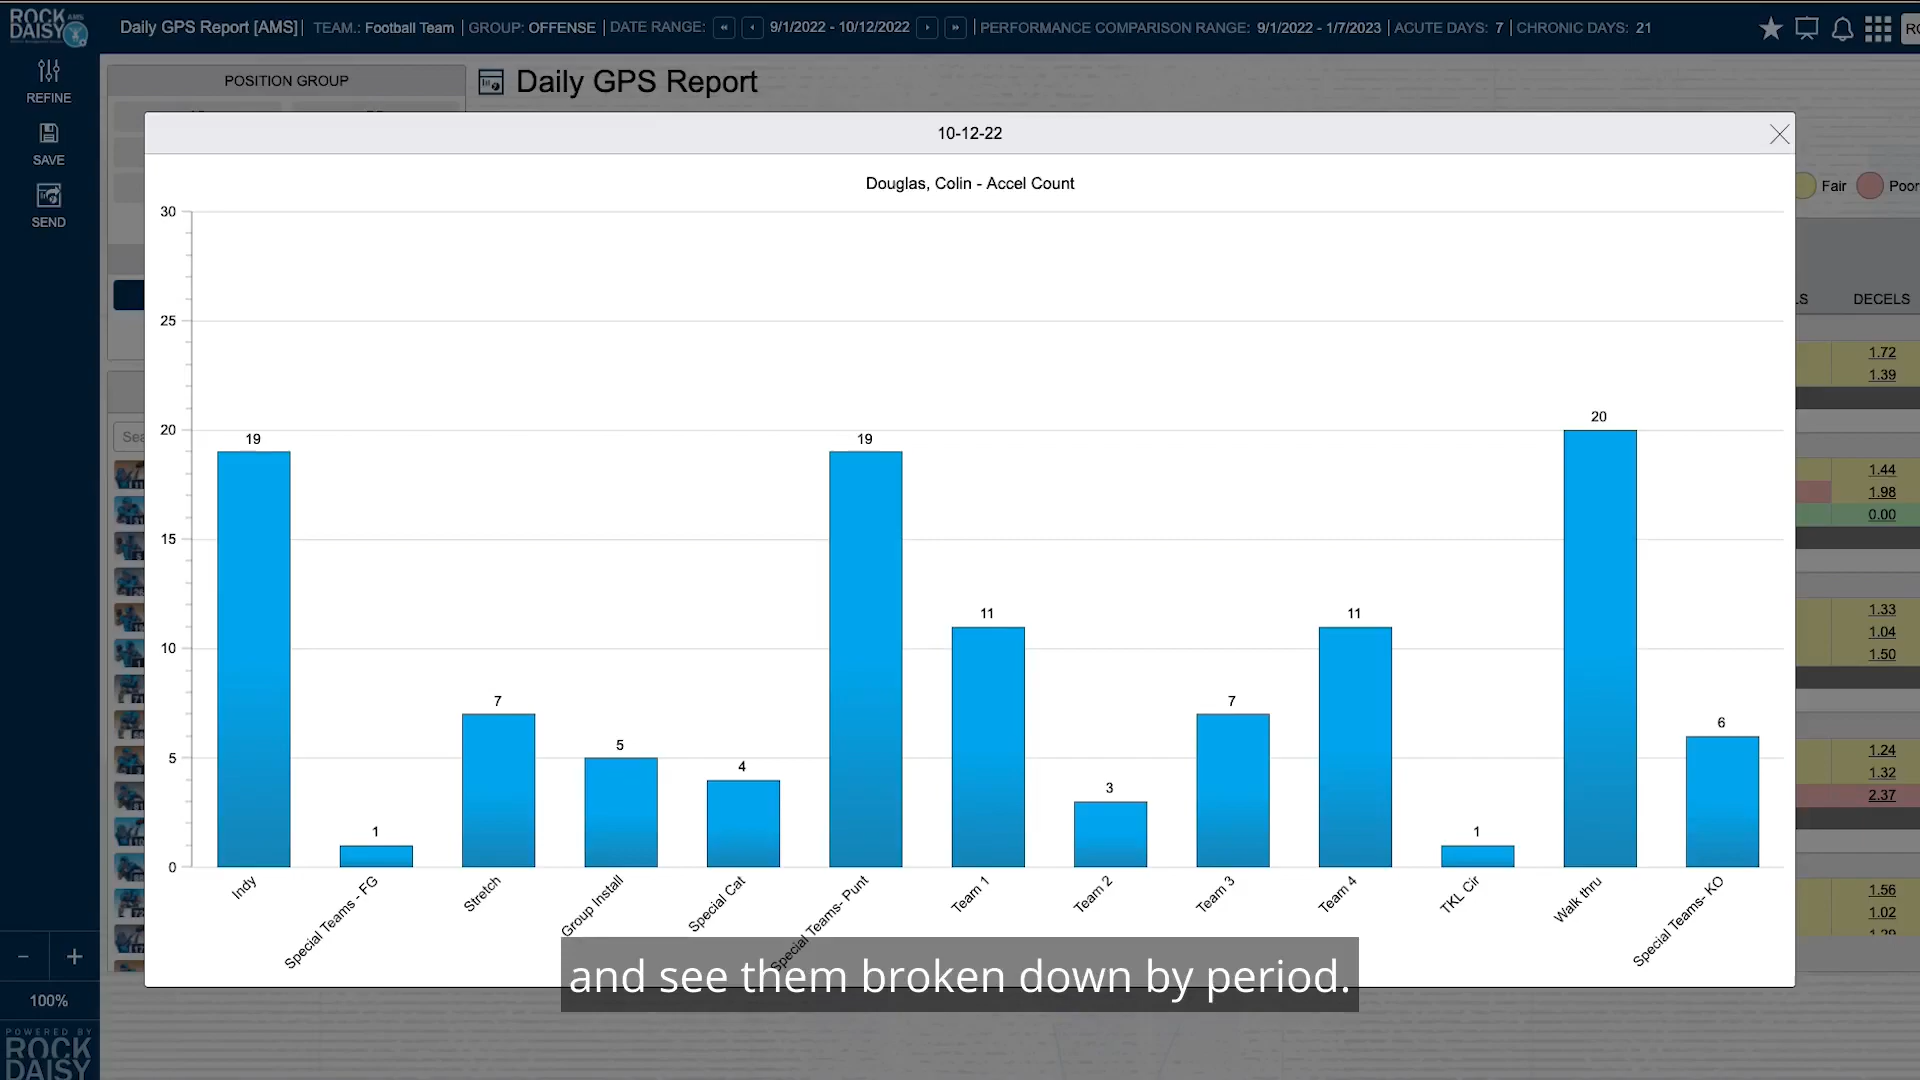 ROCK
DAISY AMS
Daily GPS Report [AMS] | TEAM.: Football Team | GROUP: OFFENSE | DATE RANGE: 9/1/2022 - 10/12/2022 | PERFORMANCE COMPARISON RANGE: 9/1/2022 - 1/7/2023 | ACUTE DAYS: 7 | CHRONIC DAYS: 21
REFINE
SAVE
SEND
POSITION GROUP
Daily GPS Report
10-12-22
Fair
Poor
Douglas, Colin - Accel Count
DECELS
30
25
20
15
10
5
0
19
1
7
5
4
19
11
3
7
11
1
20
6
Indy
Special Teams - FG
Stretch
Group Install
Special Cat
Special Teams- Punt
Team 1
Team 2
Team 3
Team 4
TKL Cir
Walk thru
Special Teams- KO
1.72
1.39
1.44
1.98
0.00
1.33
1.04
1.50
1.24
1.32
2.37
1.56
1.02
and see them broken down by period.
- +
100%
POWERED BY
ROCK
DAISY